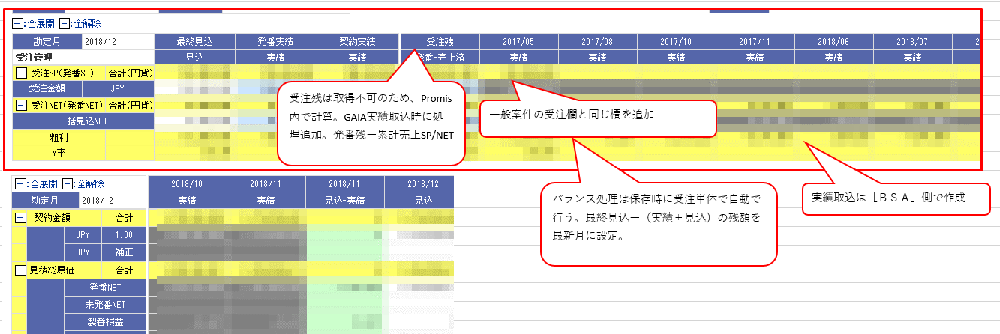 +:全展開 −:全解除
勘定月 2018/12 最終見込 発番実績 契約実績 受注残 2017/05 2017/08 2017/10 2017/11 2018/06 2018/07
受注管理 見込 実績 実績 発番-売上済 実績 実績 実績 実績 実績 実績
− 受注SP(発番SP) 合計(円貨)
受注金額 JPY
− 受注NET(発番NET) 合計(円貨)
一括見込NET
粗利
M率
受注残は取得不可のため、Promis
内で計算。GAIA実績取込時に処
理追加。発番残ー累計売上SP/NET
一般案件の受注欄と同じ欄を追加
バランス処理は保存時に受注単体で自動で
行う。最終見込ー（実績＋見込）の残額を
最新月に設定。
実績取込は［ＢＳＡ］側で作成
+:全展開 −:全解除 2018/10 2018/11 2018/11 2018/12
勘定月 2018/12 実績 実績 見込-実績 見込
− 契約金額 合計
JPY 1.00
JPY 補正
− 見積総原価 合計
発番NET
未発番NET
製番損益